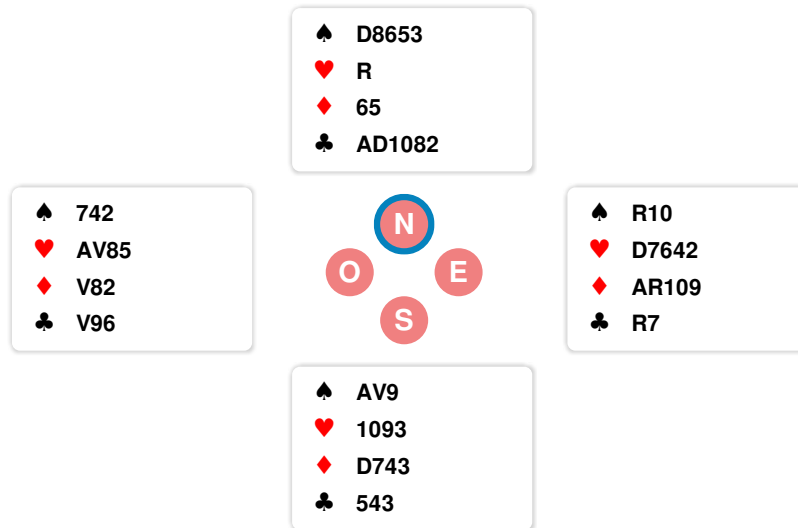 ♠ D8653
♥ R
♦ 65
♣ AD1082
♠ 742
♥ AV85
♦ V82
♣ V96
N
O E
S
♠ R10
♥ D7642
♦ AR109
♣ R7
♠ AV9
♥ 1093
♦ D743
♣ 543